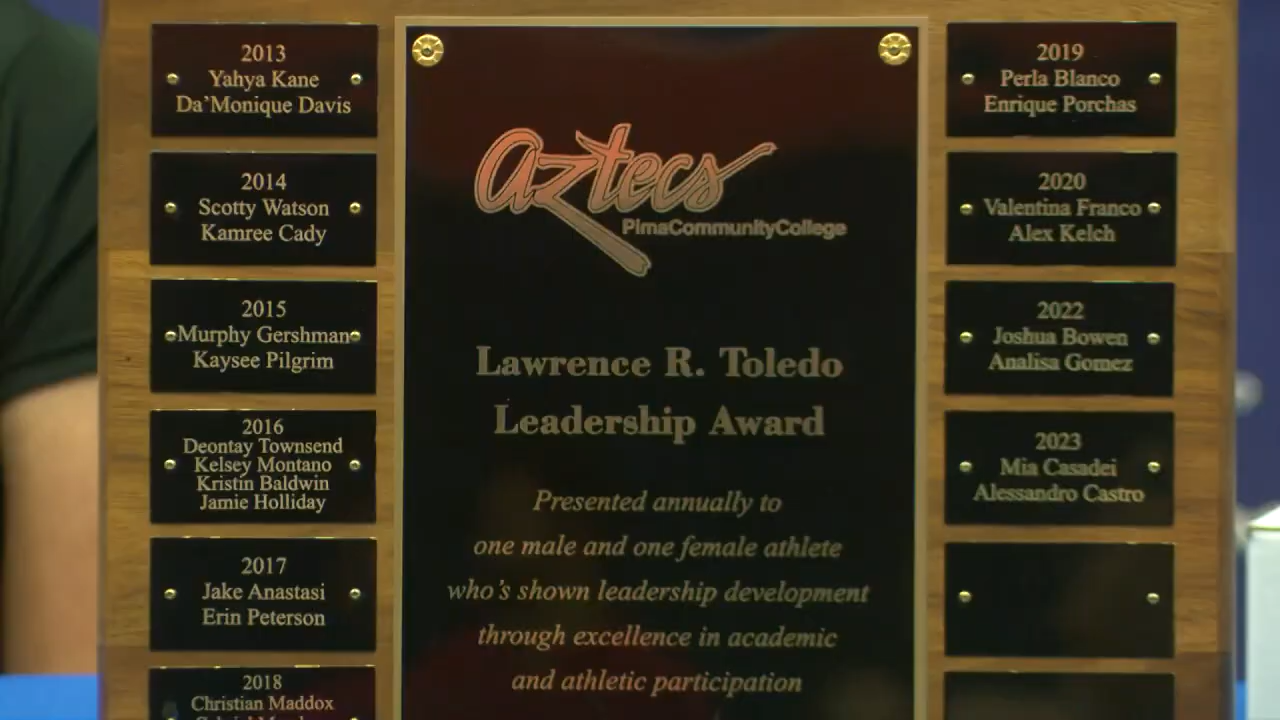 2013
Yahya Kane
Da'Monique Davis
2014
Scotty Watson
Kamree Cady
2015
Murphy Gershman
Kaysee Pilgrim
2016
Deontay Townsend
Kelsey Montano
Kristin Baldwin
Jamie Holliday
2017
Jake Anastasi
Erin Peterson
2018
Christian Maddox
aztecs
PimaCommunityCollege
Lawrence R. Toledo
Leadership Award
Presented annually to
one male and one female athlete
who's shown leadership development
through excellence in academic
and athletic participation
2019
Perla Blanco
Enrique Porchas
2020
Valentina Franco
Alex Kelch
2022
Joshua Bowen
Analisa Gomez
2023
Mia Casadei
Alessandro Castro